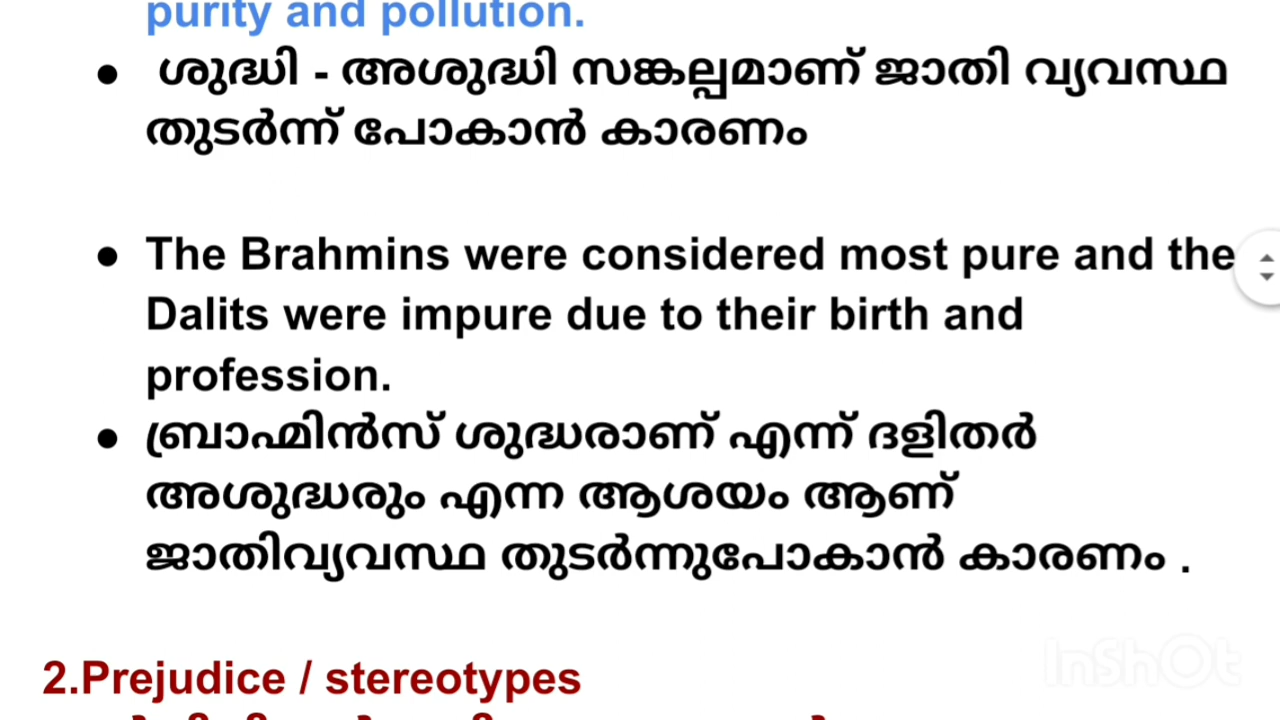 purity and pollution.
● ശുദ്ധി - അശുദ്ധി സങ്കല്പമാണ് ജാതി വ്യവസ്ഥ
തുടർന്ന് പോകാൻ കാരണം
● The Brahmins were considered most pure and the
Dalits were impure due to their birth and
profession.
● ബ്രാഹ്മിൻസ് ശുദ്ധരാണ് എന്ന് ദളിതർ
അശുദ്ധരും എന്ന ആശയം ആണ്
ജാതിവ്യവസ്ഥ തുടർന്നുപോകാൻ കാരണം .
2.Prejudice / stereotypes
InShOt